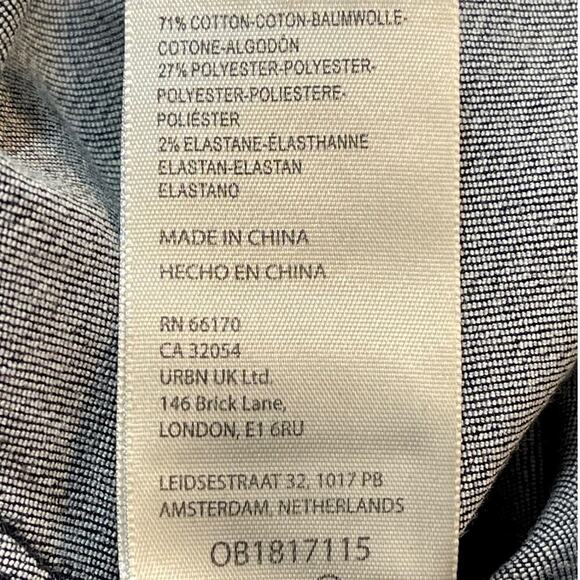 71% COTTON-COTON-BAUMWOLLE-
COTONE-ALGODÓN
27% POLYESTER-POLYESTER-
POLYESTER-POLIESTERE-
POLIÉSTER
2% ELASTANE-ÉLASTHANNE
ELASTAN-ELASTAN
ELASTANO
MADE IN CHINA
HECHO EN CHINA
RN 66170
CA 32054
URBN UK Ltd.
146 Brick Lane,
LONDON, E1 6RU
LEIDSESTRAAT 32, 1017 PB
AMSTERDAM, NETHERLANDS
OB1817115